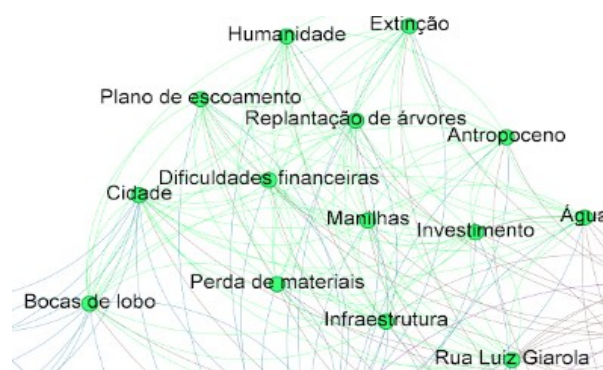 Extinção
Humanidade
Plano de escoamento
Replantação de árvores
Antropoceno
Dificuldades financeiras
Cidade
Manilhas
Investimento
Água
Perda de materiais
Bocas de lobo
Infraestrutura
Rua Luiz Giarola